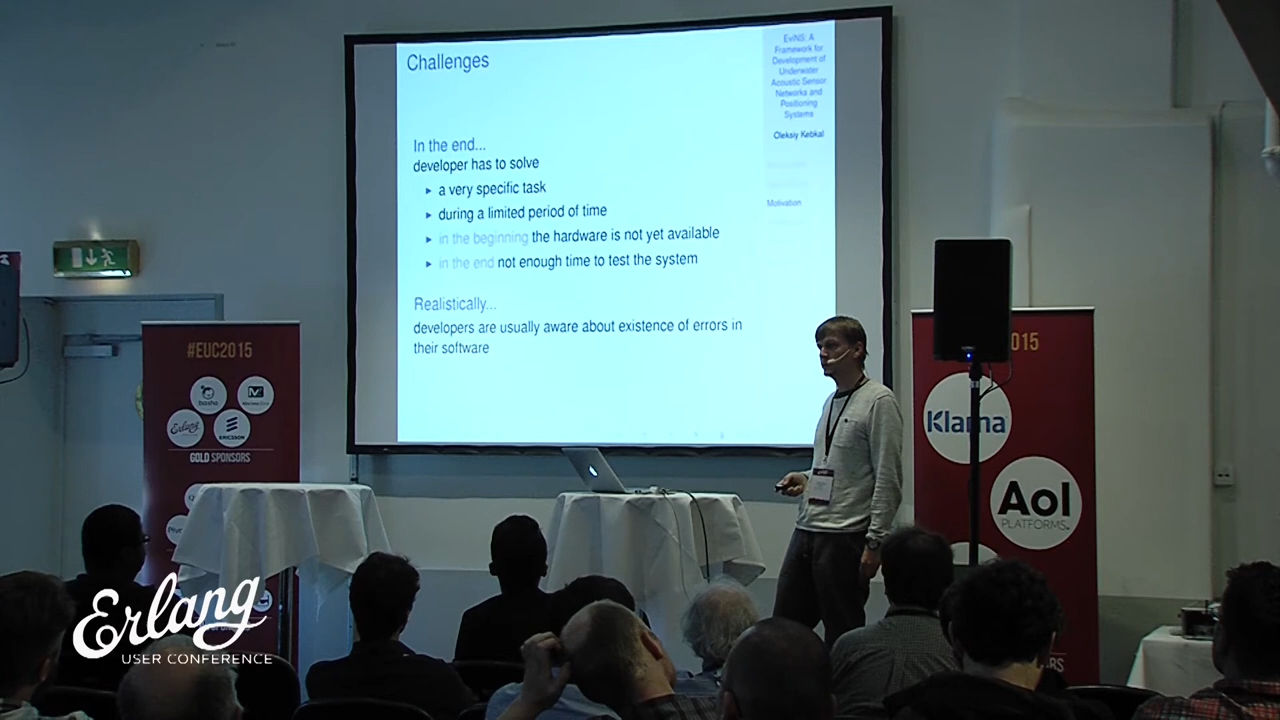 Challenges
In the end...
developer has to solve
▸ a very specific task
▸ during a limited period of time
▸ in the beginning the hardware is not yet available
▸ in the end not enough time to test the system
Realistically...
developers are usually aware about existence of errors in
their software
EviNS: A
Framework for
Development of
Underwater
Acoustic Sensor
Networks and
Positioning
Systems
Oleksiy Kebkal
Motivation
#EUC2015
basho
Erlang
ERICSSON
GOLD SPONSORS
015
Klarna
Aol
PLATFORMS
Erlang
USER CONFERENCE